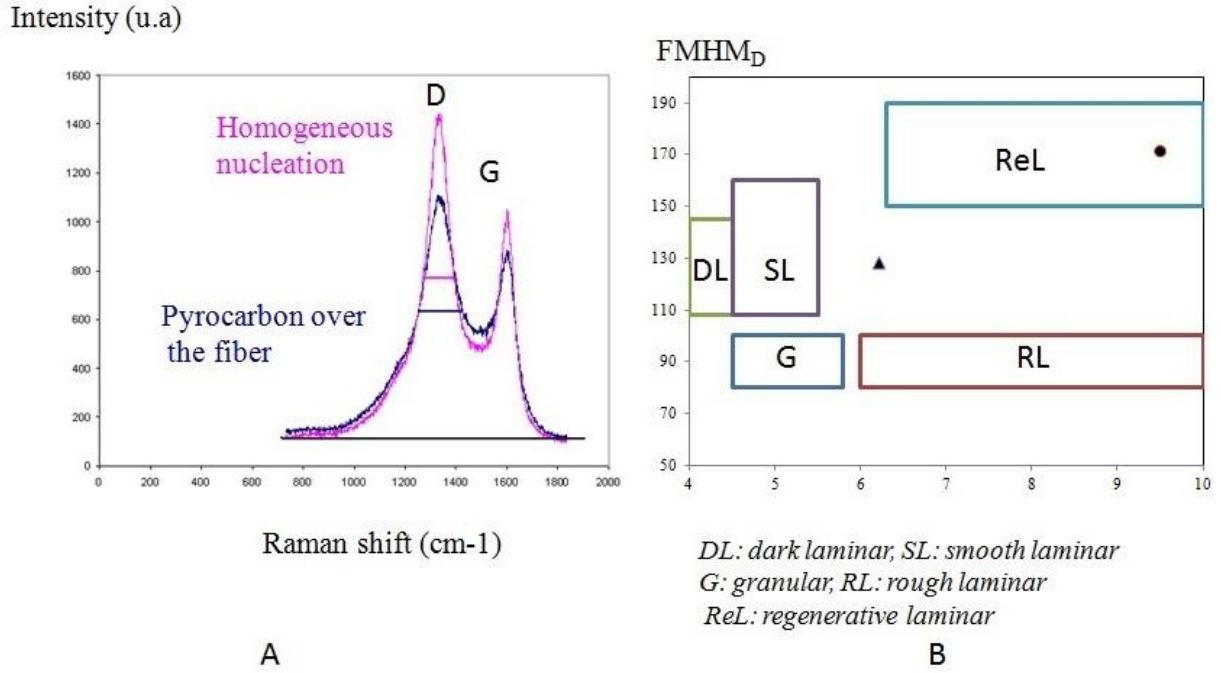 Intensity (u.a)
1600
1400
1200
1000
800
600
400
200
0
0 200 400 600 800 1000 1200 1400 1600 1800 2000
D
G
Homogeneous
nucleation
Pyrocarbon over
the fiber
Raman shift (cm-1)
A
FMHMD
190
170
150
130
110
90
70
50
4 5 6 7 8 9 10
ReL
DL
SL
G
RL
DL: dark laminar, SL: smooth laminar
G: granular, RL: rough laminar
ReL: regenerative laminar
B